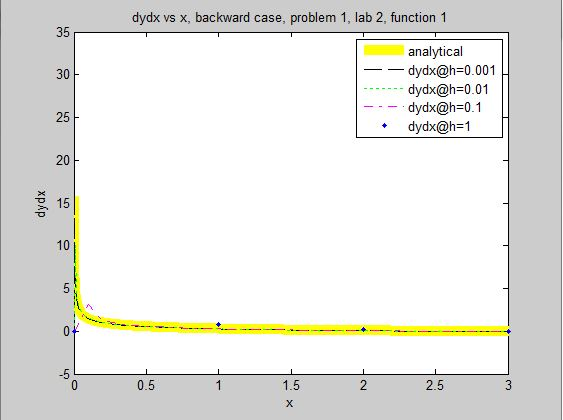 dydx vs x, backward case, problem 1, lab 2, function 1
35
30
25
20
15
10
5
0
-5
dydx
analytical
dydx@h=0.001
dydx@h=0.01
dydx@h=0.1
dydx@h=1
0 0.5 1 1.5 2 2.5 3
x